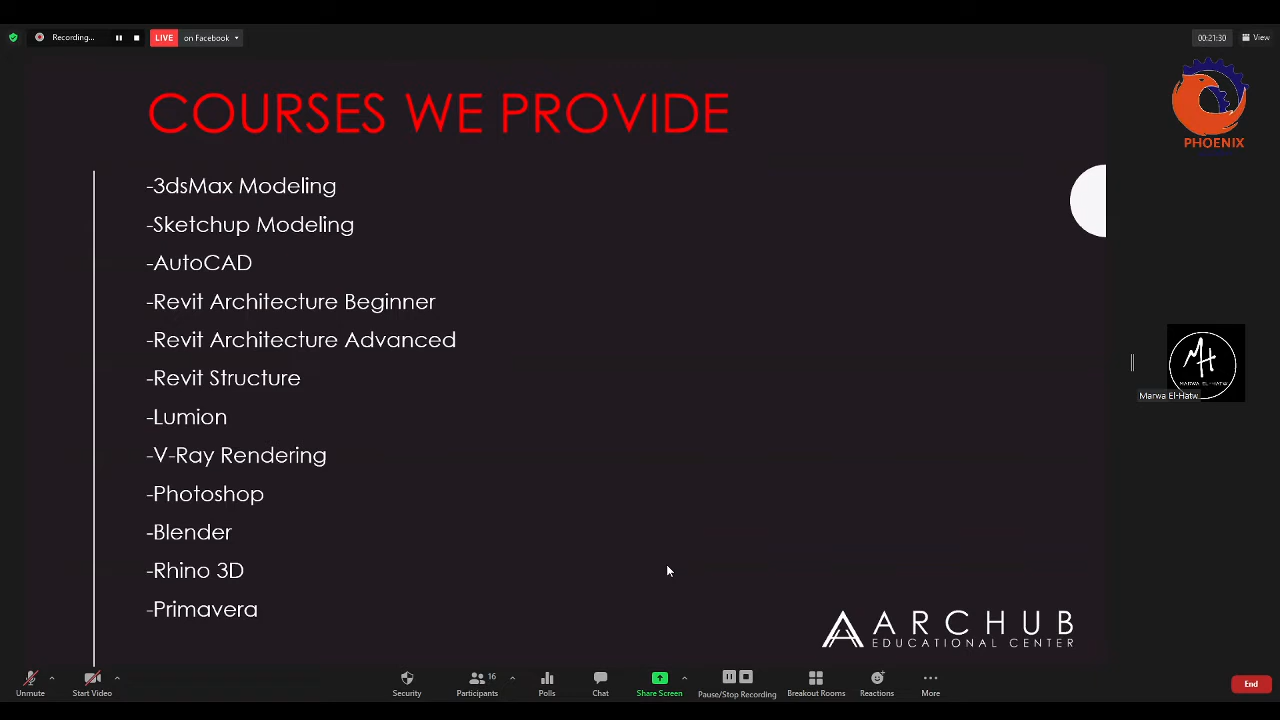 Recording...
LIVE on Facebook
00:21:30 View
COURSES WE PROVIDE
PHOENIX
-3dsMax Modeling
-Sketchup Modeling
-AutoCAD
-Revit Architecture Beginner
-Revit Architecture Advanced
-Revit Structure
MARWA EL-HATW
Marwa El-Hatw
-Lumion
-V-Ray Rendering
-Photoshop
-Blender
-Rhino 3D
-Primavera
ARCHUB
EDUCATIONAL CENTER
16
Unmute Start Video Security Participants Polls Chat Share Screen Pause/Stop Recording Breakout Rooms Reactions More End